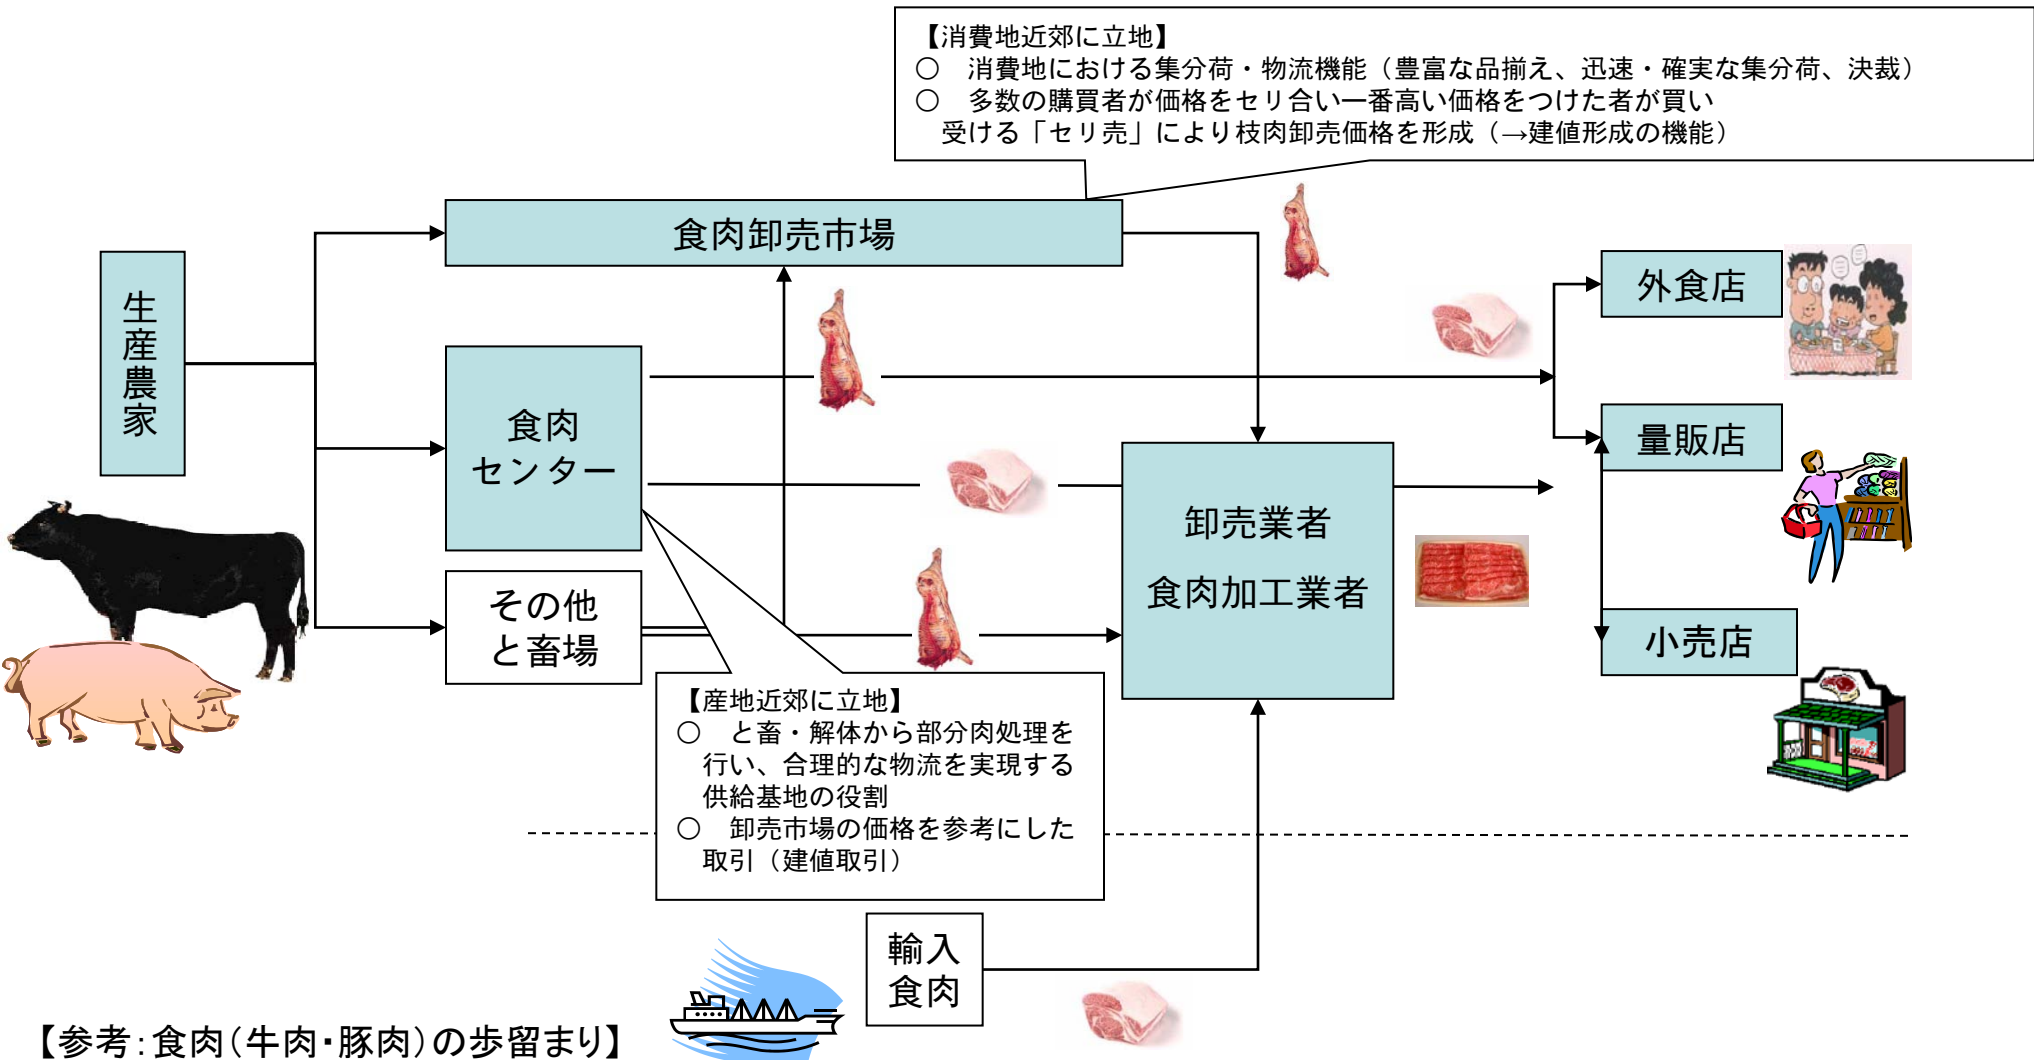 【消費地近郊に立地】
○　消費地における集分荷・物流機能（豊富な品揃え、迅速・確実な集分荷、決裁）
○　多数の購買者が価格をセリ合い一番高い価格をつけた者が買い
受ける「セリ売」により枝肉卸売価格を形成（→建値形成の機能）
食肉卸売市場
生産農家
外食店
食肉
センター
量販店
卸売業者
食肉加工業者
その他
と畜場
小売店
【産地近郊に立地】
○　と畜・解体から部分肉処理を
行い、合理的な物流を実現する
供給基地の役割
○　卸売市場の価格を参考にした
取引（建値取引）
輸入
食肉
【参考：食肉（牛肉・豚肉）の歩留まり】